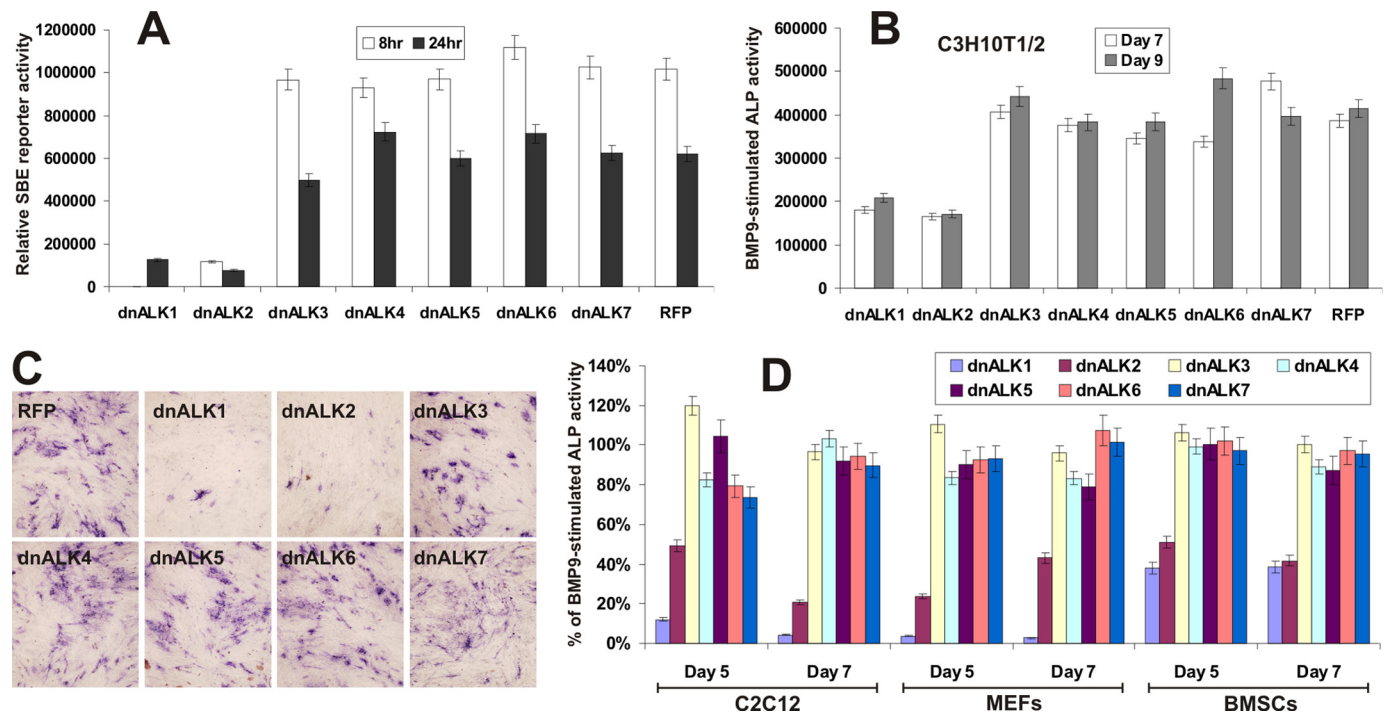 A
8hr 24hr
Relative SBE reporter activity
1200000
1000000
800000
600000
400000
200000
0
dnALK1 dnALK2 dnALK3 dnALK4 dnALK5 dnALK6 dnALK7 RFP
B
C3H10T1/2
Day 7
Day 9
BMP9-stimulated ALP activity
600000
500000
400000
300000
200000
100000
0
dnALK1 dnALK2 dnALK3 dnALK4 dnALK5 dnALK6 dnALK7 RFP
C
RFP dnALK1 dnALK2 dnALK3
dnALK4 dnALK5 dnALK6 dnALK7
D
dnALK1 dnALK2 dnALK3 dnALK4
dnALK5 dnALK6 dnALK7
% of BMP9-stimulated ALP activity
140%
120%
100%
80%
60%
40%
20%
0%
Day 5 Day 7 Day 5 Day 7 Day 5 Day 7
C2C12 MEFs BMSCs